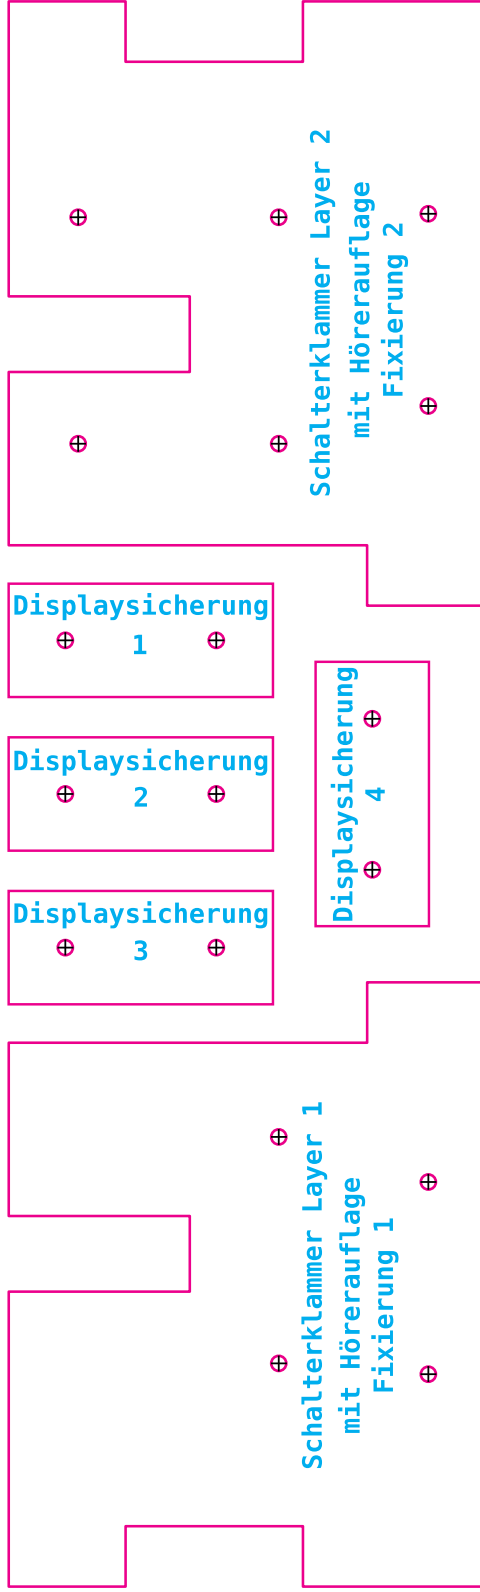 Schalterklammer Layer 2
mit Hörerauflage
Fixierung 2
Displaysicherung
1
Displaysicherung
2
Displaysicherung
3
Displaysicherung
4
Schalterklammer Layer 1
mit Hörerauflage
Fixierung 1